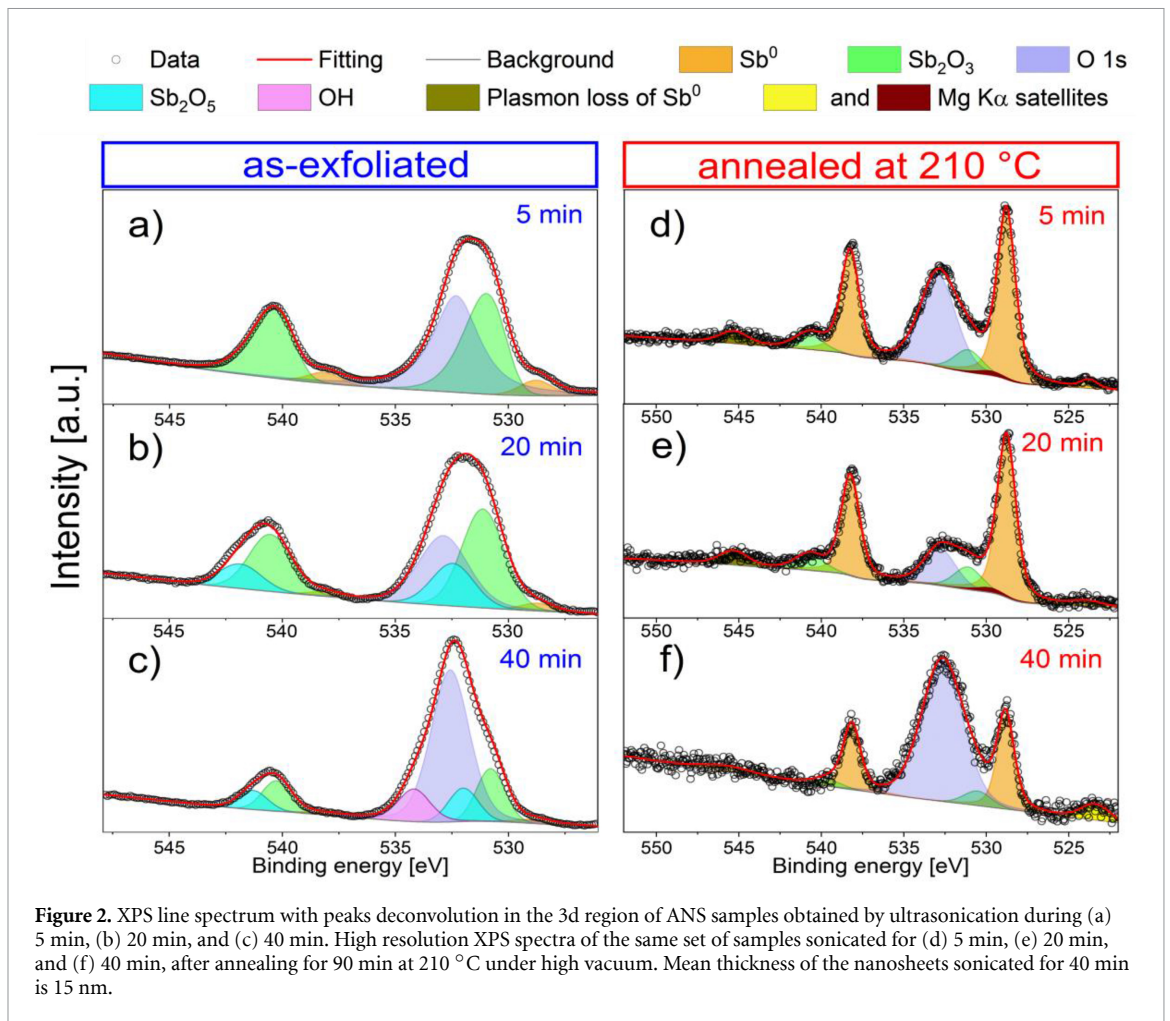 Data Fitting Background Sb⁰ Sb₂O₃ O 1s
Sb₂O₅ OH Plasmon loss of Sb⁰ and Mg Kα satellites
as-exfoliated
annealed at 210 °C
Intensity [a.u.]
a)
5 min
545 540 535 530
b)
20 min
545 540 535 530
c)
40 min
545 540 535 530
Binding energy [eV]
d)
5 min
550 545 540 535 530 525
e)
20 min
550 545 540 535 530 525
f)
40 min
550 545 540 535 530 525
Binding energy [eV]
Figure 2. XPS line spectrum with peaks deconvolution in the 3d region of ANS samples obtained by ultrasonication during (a)
5 min, (b) 20 min, and (c) 40 min. High resolution XPS spectra of the same set of samples sonicated for (d) 5 min, (e) 20 min,
and (f) 40 min, after annealing for 90 min at 210 °C under high vacuum. Mean thickness of the nanosheets sonicated for 40 min
is 15 nm.